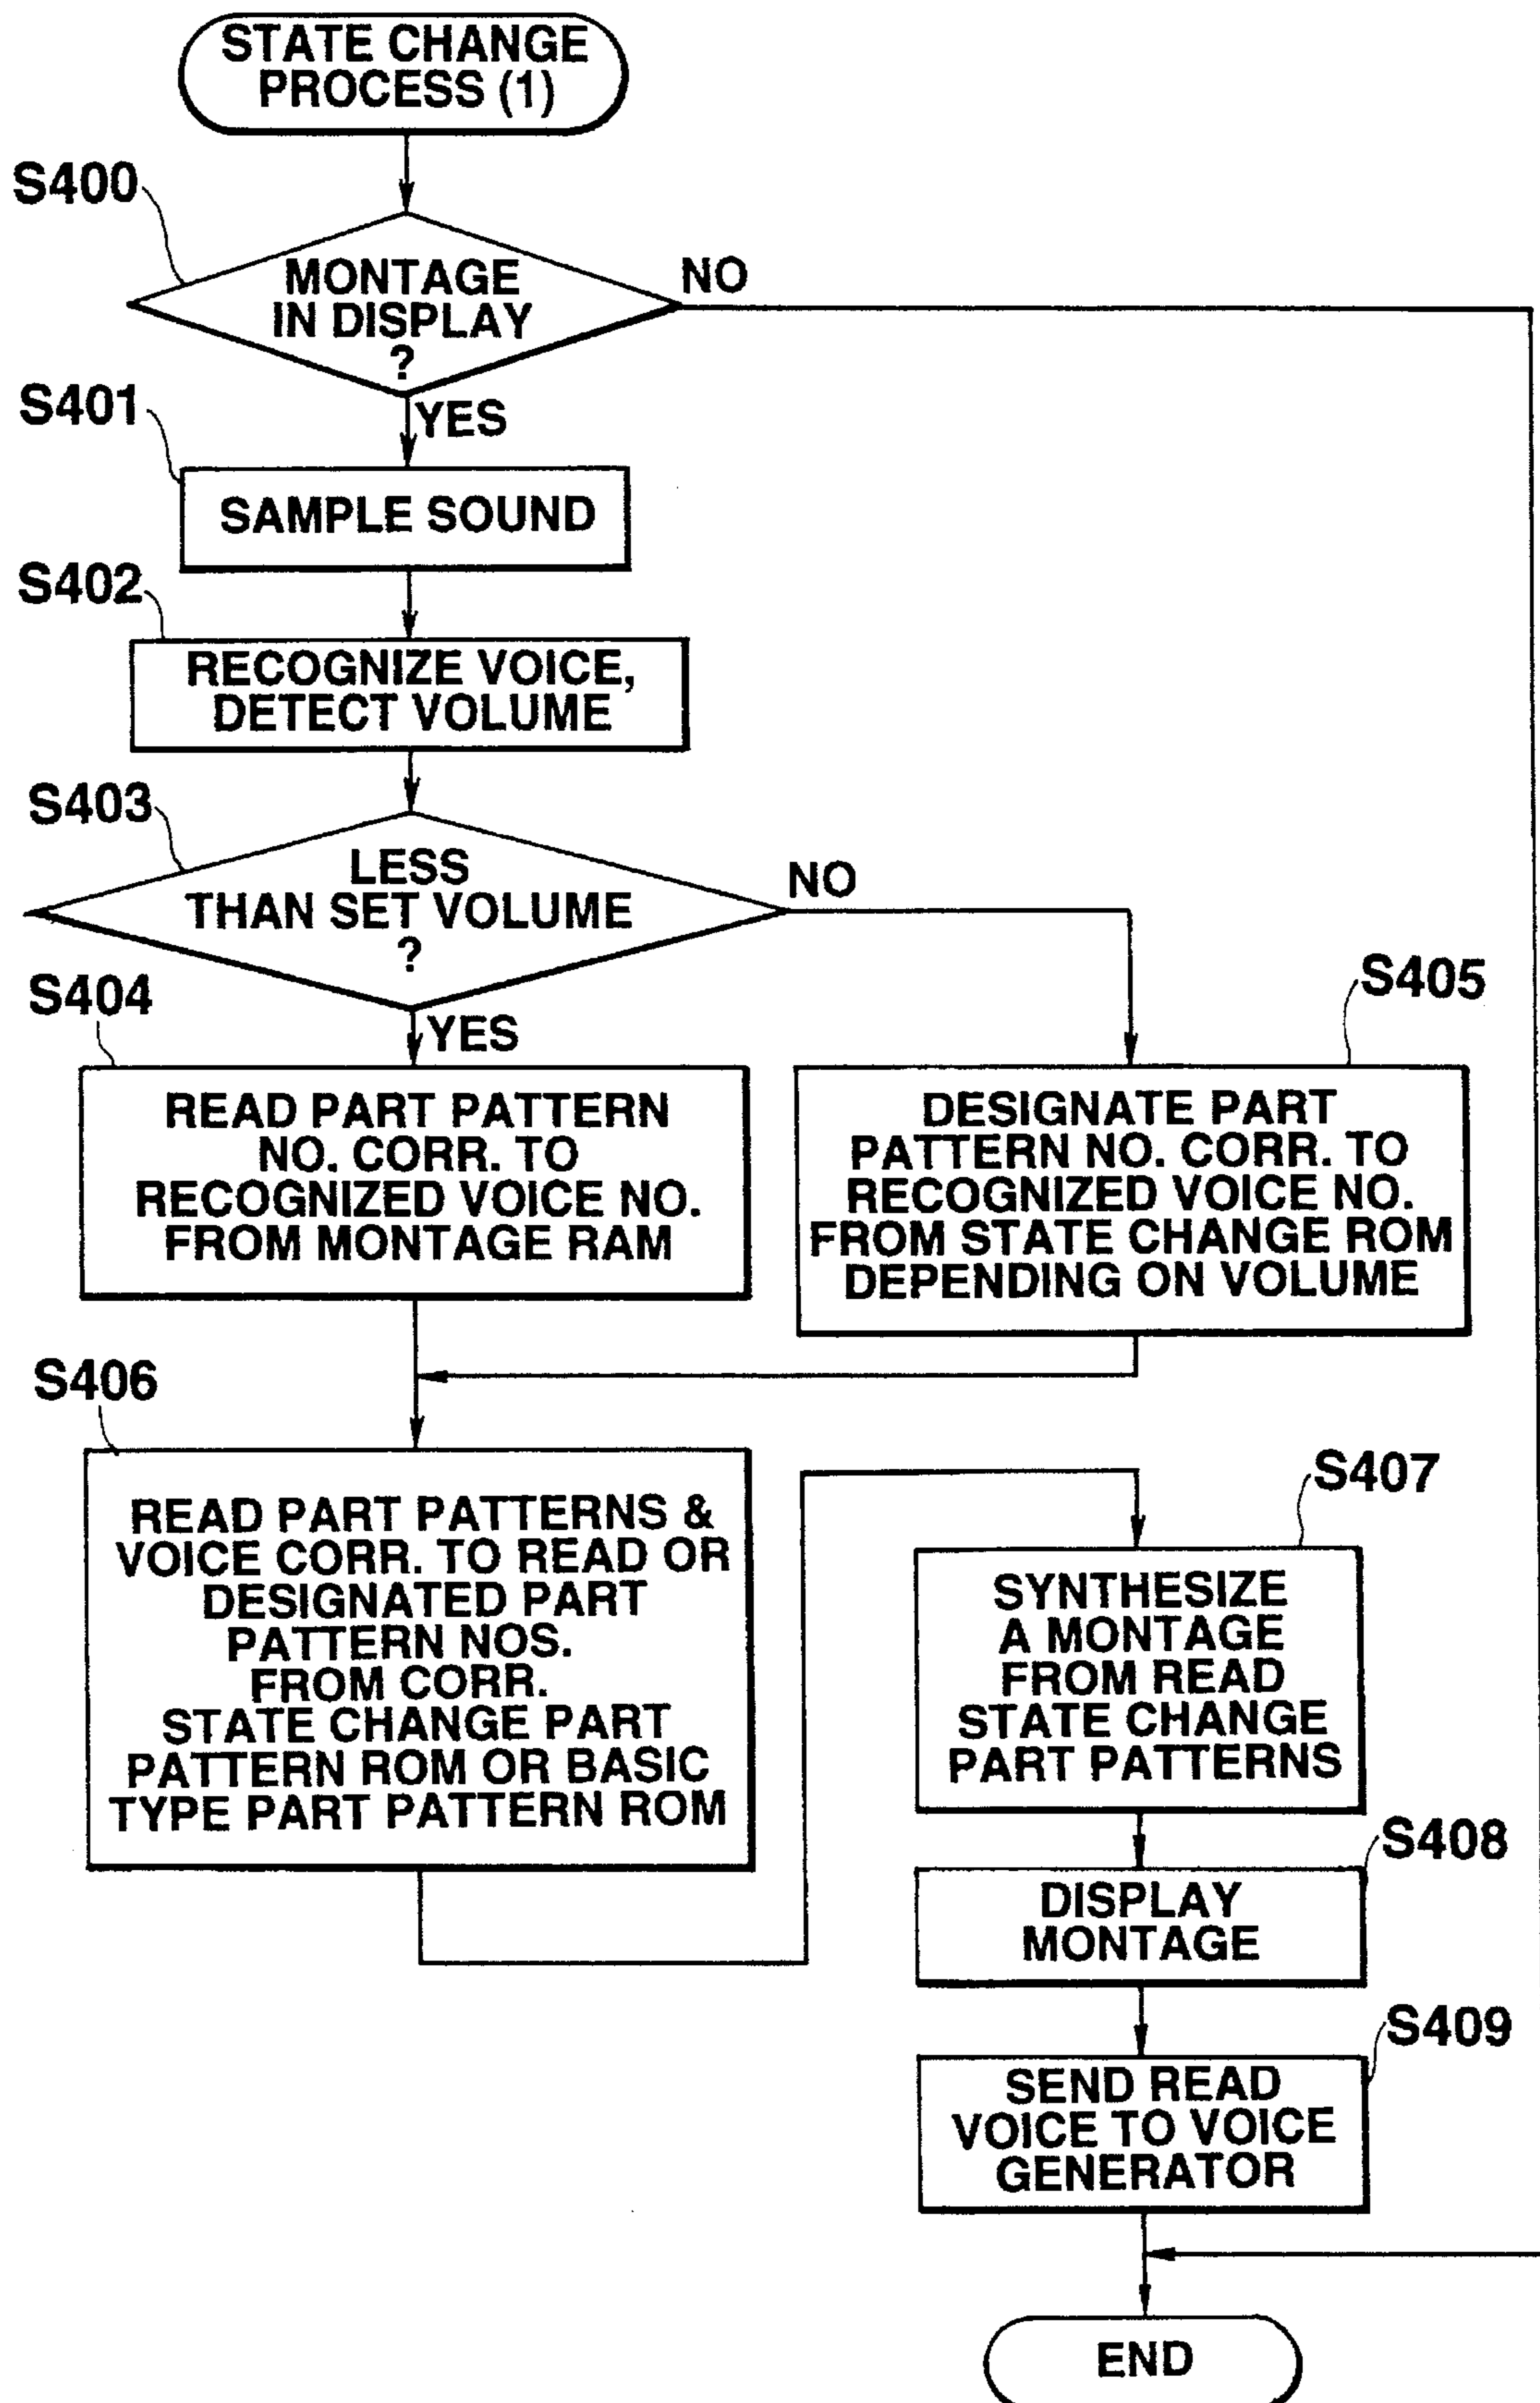 STATE CHANGE
PROCESS (1)
S400
MONTAGE
IN DISPLAY
?
NO
YES
S401
SAMPLE SOUND
S402
RECOGNIZE VOICE,
DETECT VOLUME
S403
LESS
THAN SET VOLUME
?
NO
YES
S404
READ PART PATTERN
NO. CORR. TO
RECOGNIZED VOICE NO.
FROM MONTAGE RAM
S405
DESIGNATE PART
PATTERN NO. CORR. TO
RECOGNIZED VOICE NO.
FROM STATE CHANGE ROM
DEPENDING ON VOLUME
S406
READ PART PATTERNS &
VOICE CORR. TO READ OR
DESIGNATED PART
PATTERN NOS.
FROM CORR.
STATE CHANGE PART
PATTERN ROM OR BASIC
TYPE PART PATTERN ROM
S407
SYNTHESIZE
A MONTAGE
FROM READ
STATE CHANGE
PART PATTERNS
S408
DISPLAY
MONTAGE
S409
SEND READ
VOICE TO VOICE
GENERATOR
END